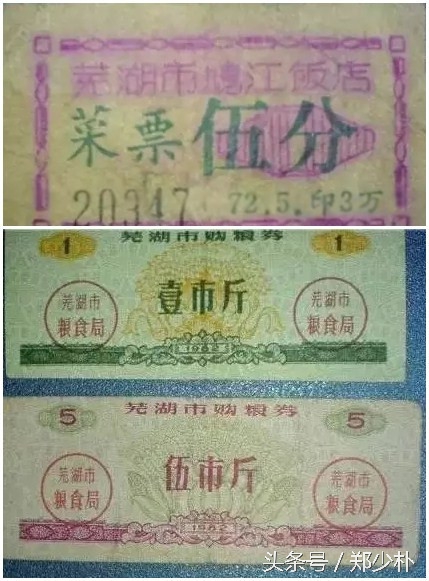 芜湖市江饭店
菜票 伍分
20347 72.5.印3万
芜湖市购粮券
1 1
壹市斤
芜湖市
粮食局
芜湖市
粮食局
1982
芜湖市购粮券
5 5
伍市斤
芜湖市
粮食局
芜湖市
粮食局
1982
头条号 / 郑少朴